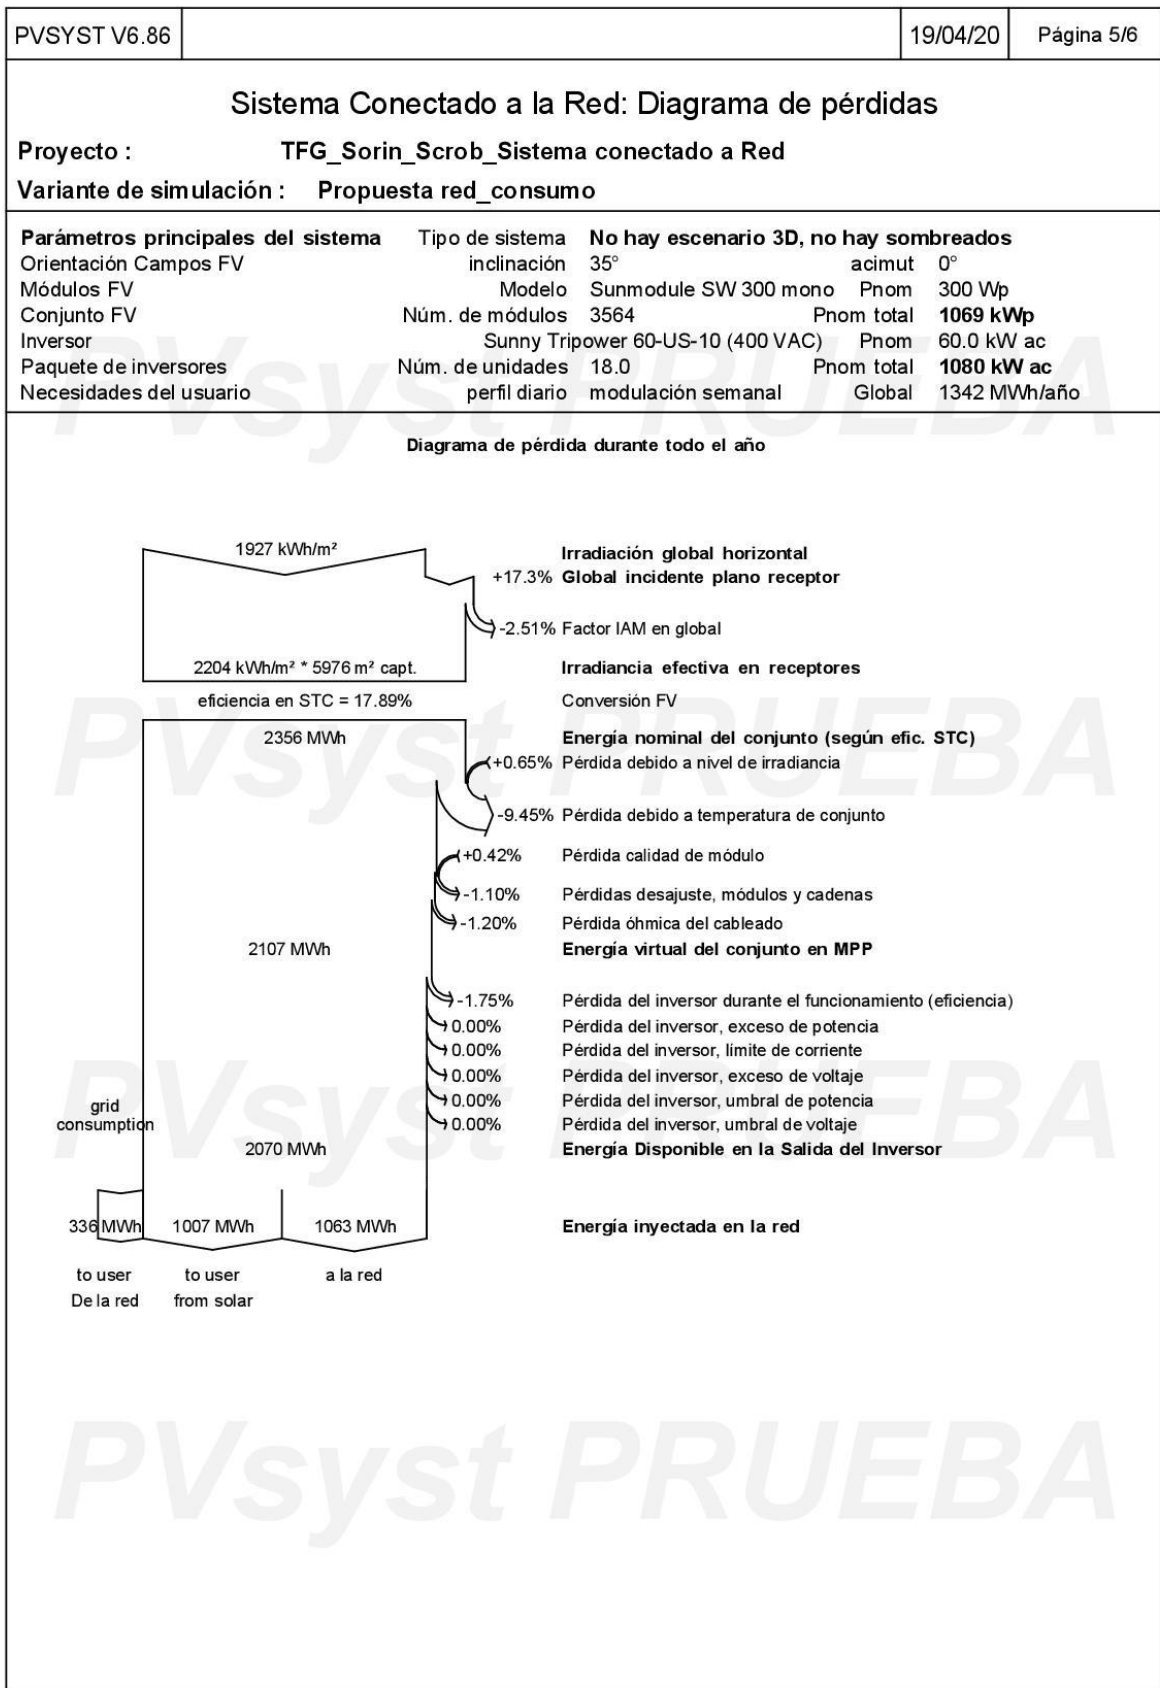 PVSYST V6.86 19/04/20 Página 5/6
Sistema Conectado a la Red: Diagrama de pérdidas
Proyecto : TFG_Sorin_Scrob_Sistema conectado a Red
Variante de simulación : Propuesta red_consumo
Parámetros principales del sistema Tipo de sistema No hay escenario 3D, no hay sombreados
Orientación Campos FV inclinación 35° acimut 0°
Módulos FV Modelo Sunmodule SW 300 mono Pnom 300 Wp
Conjunto FV Núm. de módulos 3564 Pnom total 1069 kWp
Inversor Sunny Tripower 60-US-10 (400 VAC) Pnom 60.0 kW ac
Paquete de inversores Núm. de unidades 18.0 Pnom total 1080 kW ac
Necesidades del usuario perfil diario modulación semanal Global 1342 MWh/año
Diagrama de pérdida durante todo el año
1927 kWh/m² Irradiación global horizontal
+17.3% Global incidente plano receptor
-2.51% Factor IAM en global
2204 kWh/m² * 5976 m² capt. Irradiancia efectiva en receptores
eficiencia en STC = 17.89% Conversión FV
2356 MWh Energía nominal del conjunto (según efic. STC)
+0.65% Pérdida debido a nivel de irradiancia
-9.45% Pérdida debido a temperatura de conjunto
+0.42% Pérdida calidad de módulo
-1.10% Pérdidas desajuste, módulos y cadenas
-1.20% Pérdida óhmica del cableado
2107 MWh Energía virtual del conjunto en MPP
-1.75% Pérdida del inversor durante el funcionamiento (eficiencia)
0.00% Pérdida del inversor, exceso de potencia
0.00% Pérdida del inversor, límite de corriente
0.00% Pérdida del inversor, exceso de voltaje
0.00% Pérdida del inversor, umbral de potencia
0.00% Pérdida del inversor, umbral de voltaje
grid
consumption
2070 MWh Energía Disponible en la Salida del Inversor
336 MWh 1007 MWh 1063 MWh Energía inyectada en la red
to user to user a la red
De la red from solar
PVsyst PRUEBA
PVsyst PRUEBA
PVsyst PRUEBA
PVsyst PRUEBA